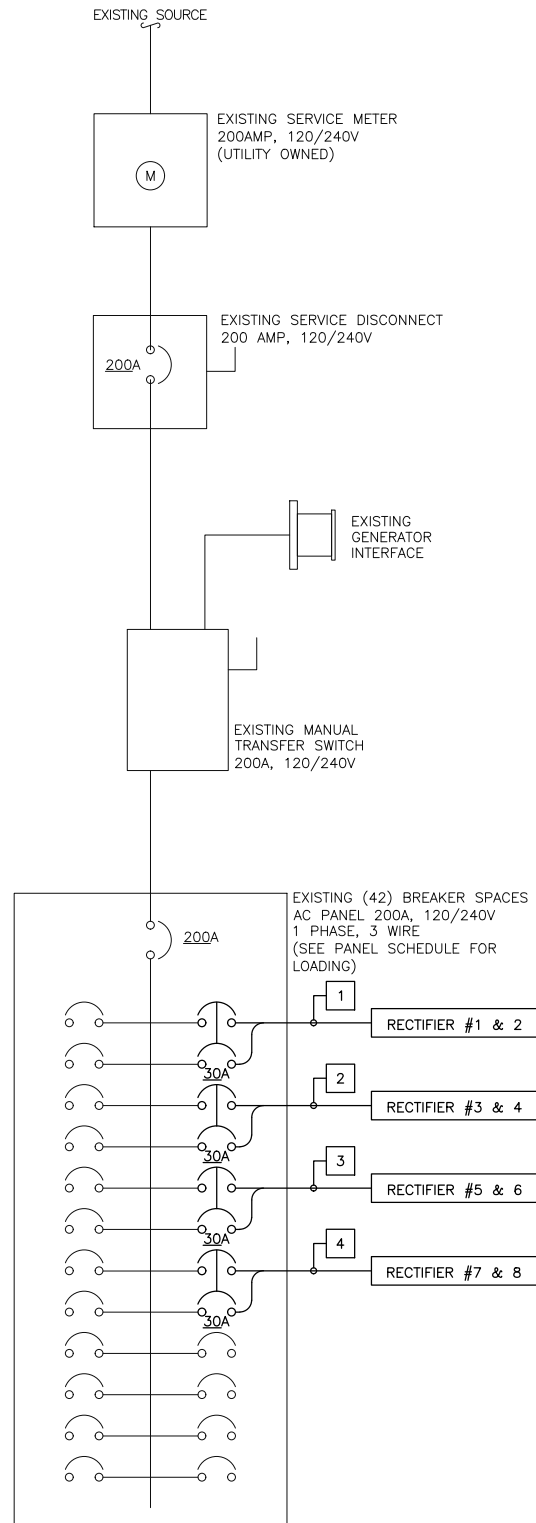 EXISTING SOURCE
EXISTING SERVICE METER
200AMP, 120/240V
(UTILITY OWNED)
M
EXISTING SERVICE DISCONNECT
200 AMP, 120/240V
200A
EXISTING
GENERATOR
INTERFACE
EXISTING MANUAL
TRANSFER SWITCH
200A, 120/240V
EXISTING (42) BREAKER SPACES
AC PANEL 200A, 120/240V
1 PHASE, 3 WIRE
(SEE PANEL SCHEDULE FOR
LOADING)
200A
1
RECTIFIER #1 & 2
30A
2
RECTIFIER #3 & 4
30A
3
RECTIFIER #5 & 6
30A
4
RECTIFIER #7 & 8
30A